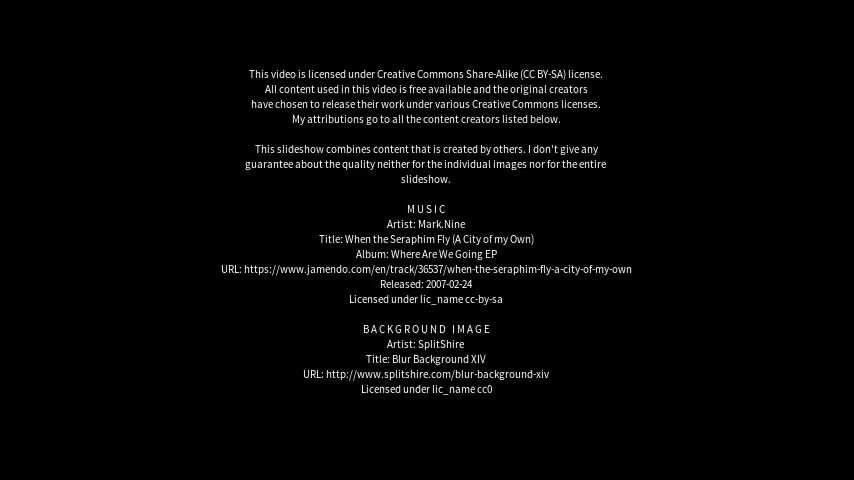 This video is licensed under Creative Commons Share-Alike (CC BY-SA) license.
All content used in this video is free available and the original creators
have chosen to release their work under various Creative Commons licenses.
My attributions go to all the content creators listed below.
This slideshow combines content that is created by others. I don't give any
guarantee about the quality neither for the individual images nor for the entire
slideshow.
MUSIC
Artist: Mark.Nine
Title: When the Seraphim Fly (A City of my Own)
Album: Where Are We Going EP
URL: https://www.jamendo.com/en/track/36537/when-the-seraphim-fly-a-city-of-my-own
Released: 2007-02-24
Licensed under lic_name cc-by-sa
BACKGROUND IMAGE
Artist: SplitShire
Title: Blur Background XIV
URL: http://www.splitshire.com/blur-background-xiv
Licensed under lic_name cc0